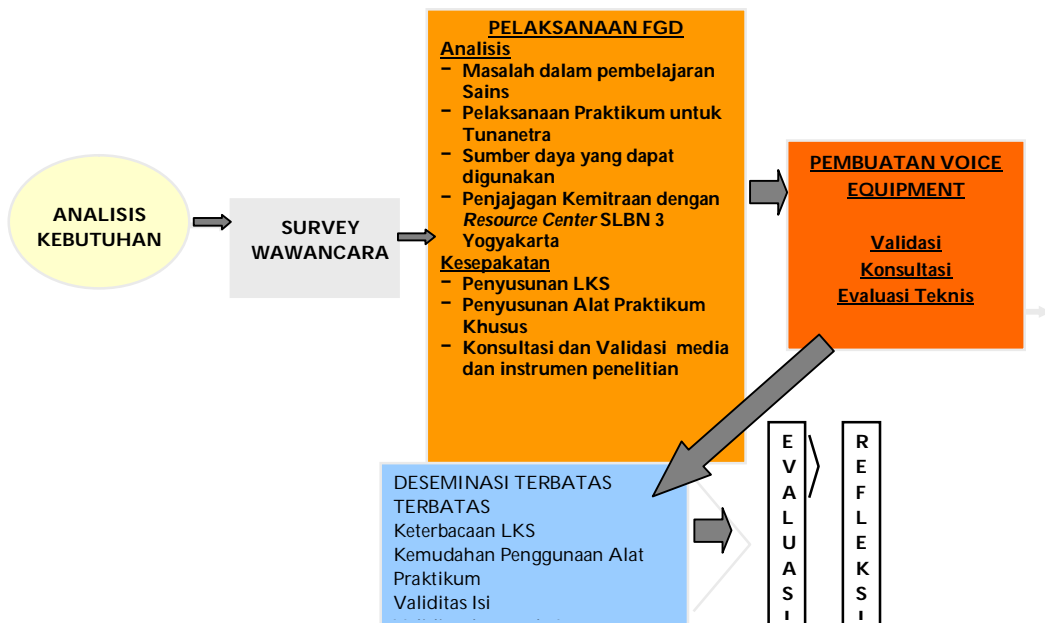 ANALISIS
KEBUTUHAN
SURVEY
WAWANCARA
PELAKSANAAN FGD
Analisis
− Masalah dalam pembelajaran
Sains
− Pelaksanaan Praktikum untuk
Tunanetra
− Sumber daya yang dapat
digunakan
− Penjajagan Kemitraan dengan
Resource Center SLBN 3
Yogyakarta
Kesepakatan
− Penyusunan LKS
− Penyusunan Alat Praktikum
Khusus
− Konsultasi dan Validasi media
dan instrumen penelitian
PEMBUATAN VOICE
EQUIPMENT
Validasi
Konsultasi
Evaluasi Teknis
DESEMINASI TERBATAS
TERBATAS
Keterbacaan LKS
Kemudahan Penggunaan Alat
Praktikum
Validitas Isi
E
V
A
L
U
A
S
I
R
E
F
L
E
K
S
I